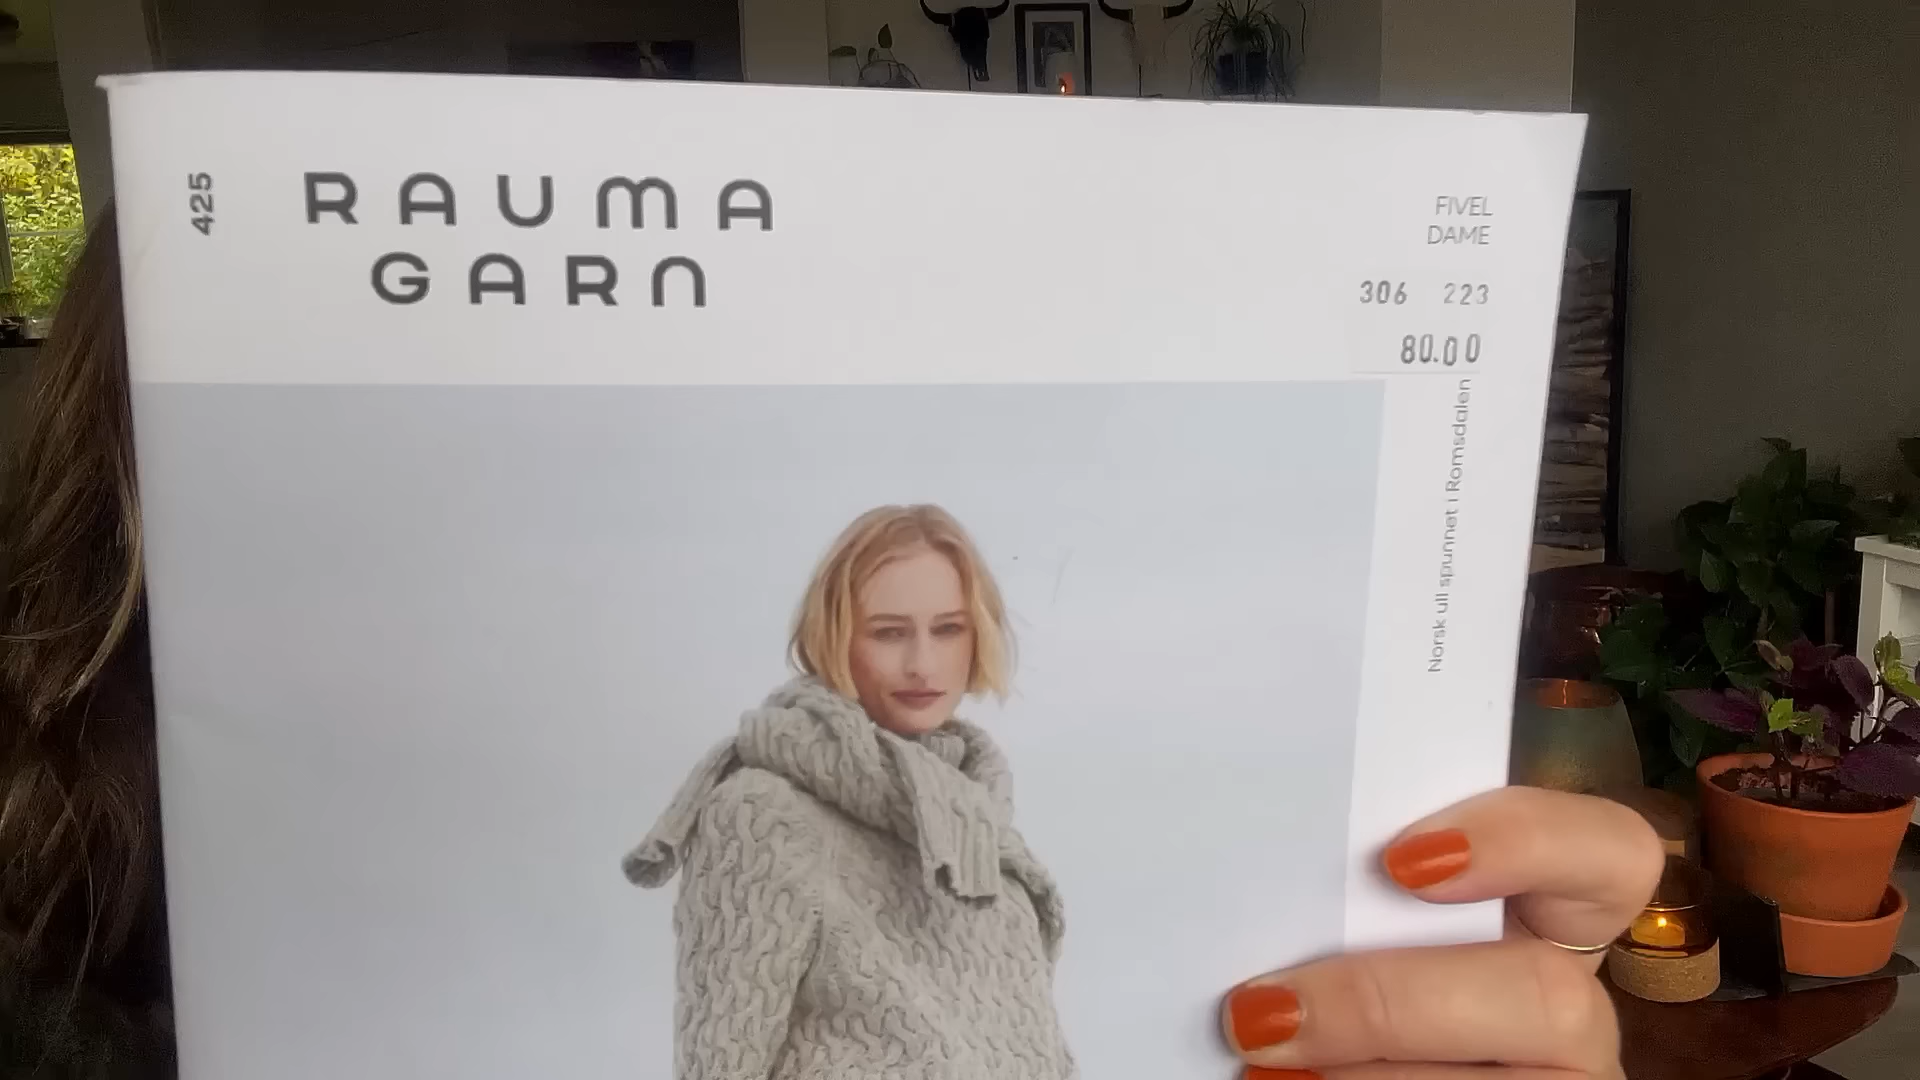 425
RAUMA
GARN
FIVEL
DAME
306 223
80.00
Norsk ull spunnet i Romsdalen